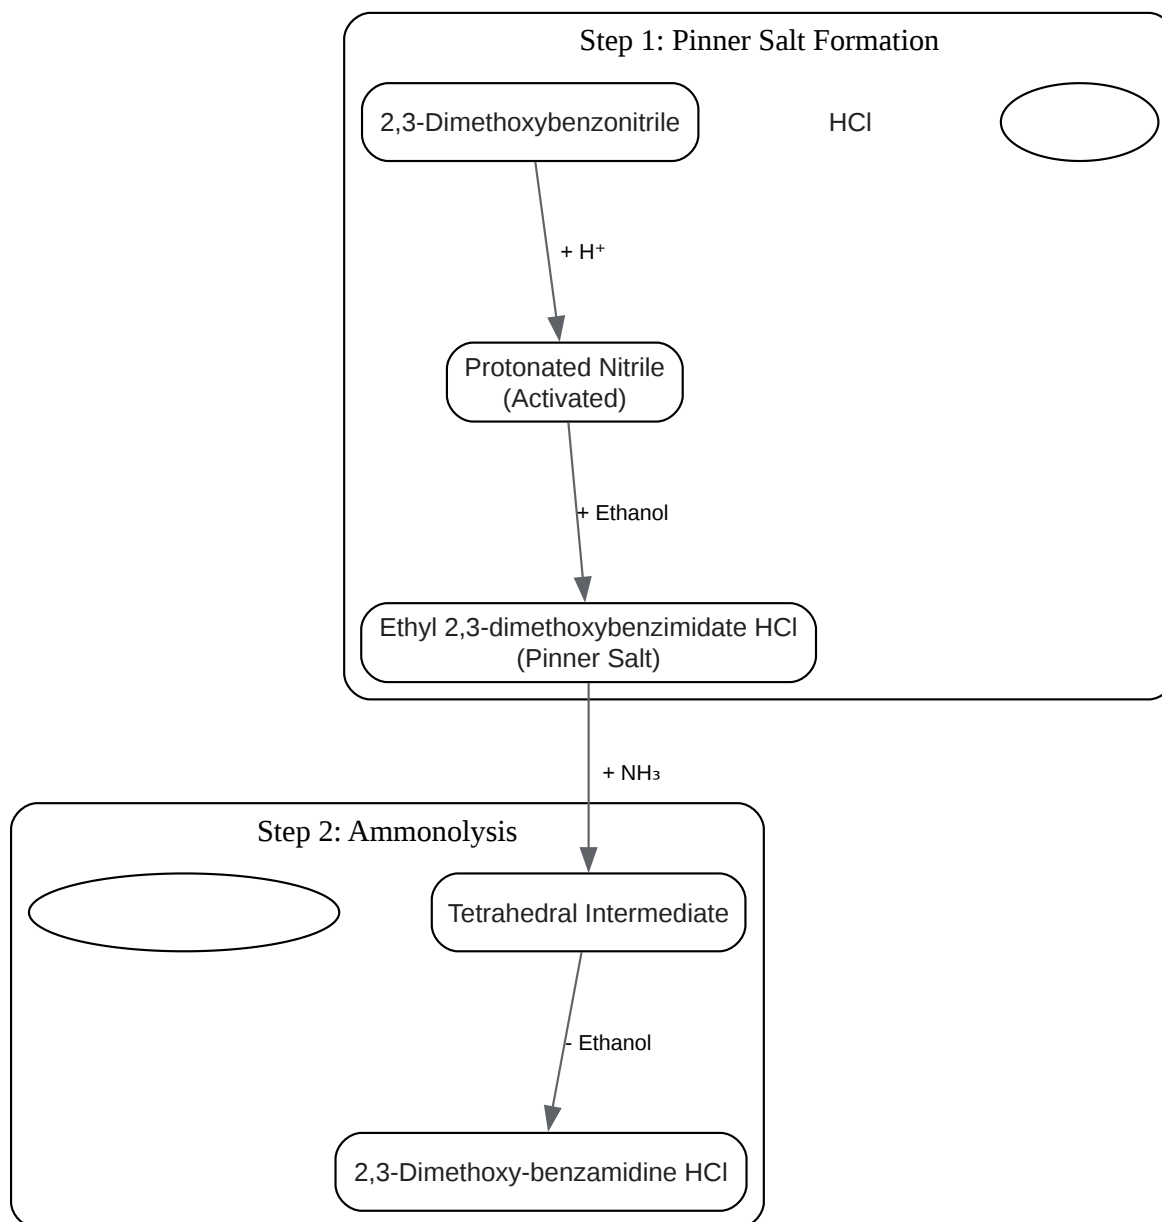 Step 1: Pinner Salt Formation
2,3-Dimethoxybenzonitrile
HCl
+ H⁺
Protonated Nitrile
(Activated)
+ Ethanol
Ethyl 2,3-dimethoxybenzimidate HCl
(Pinner Salt)
+ NH₃
Step 2: Ammonolysis
Tetrahedral Intermediate
- Ethanol
2,3-Dimethoxy-benzamidine HCl